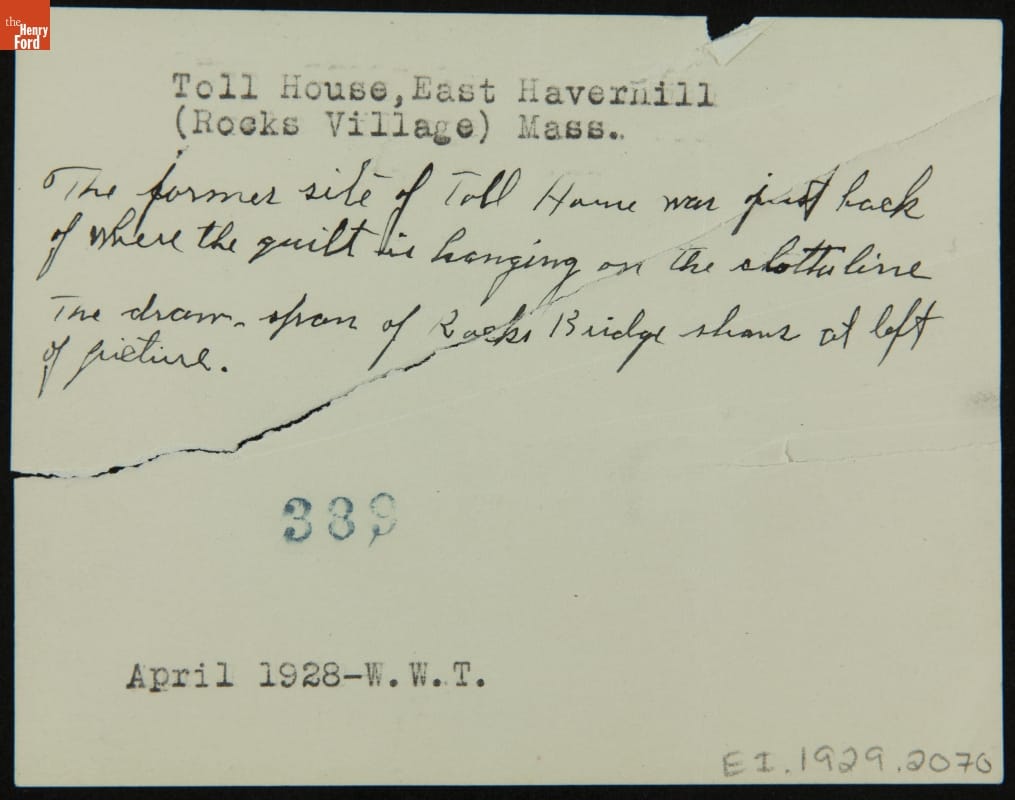 the
Henry
Ford
Toll House,East Haverhill
(Rocks Village) Mass.
The former site of Toll House was just back
of where the quilt is hanging on the clothesline
The draw-span of Rocks Bridge shows at left
of picture.
389
April 1928-W.W.T.
EI.1929.2070